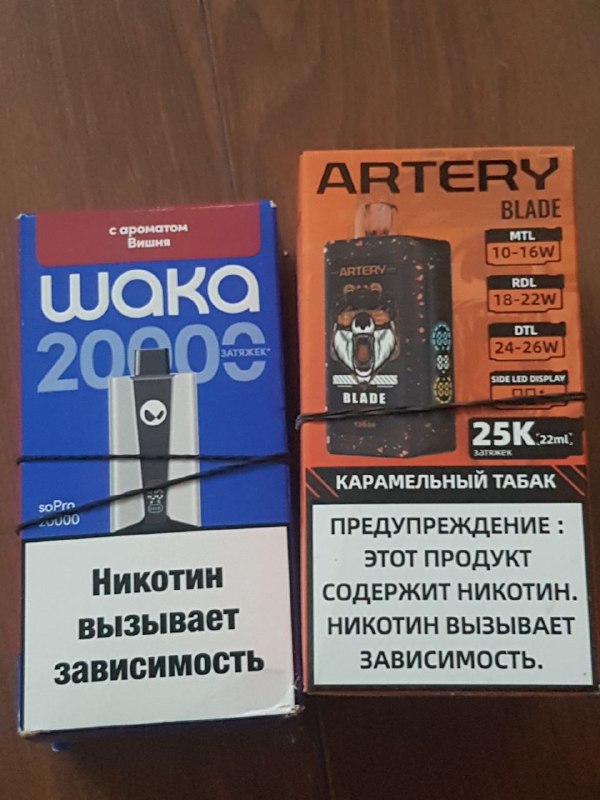 с ароматом
Вишня
waka
20000
ЗАТЯЖЕК*
soPro
20000
Никотин
вызывает
зависимость
ARTERY
BLADE
MTL
10-16W
RDL
18-22W
DTL
24-26W
SIDE LED DISPLAY
ARTERY
BLADE
25K 22ml
затяжек
КАРАМЕЛЬНЫЙ ТАБАК
ПРЕДУПРЕЖДЕНИЕ :
ЭТОТ ПРОДУКТ
СОДЕРЖИТ НИКОТИН.
НИКОТИН ВЫЗЫВАЕТ
ЗАВИСИМОСТЬ.